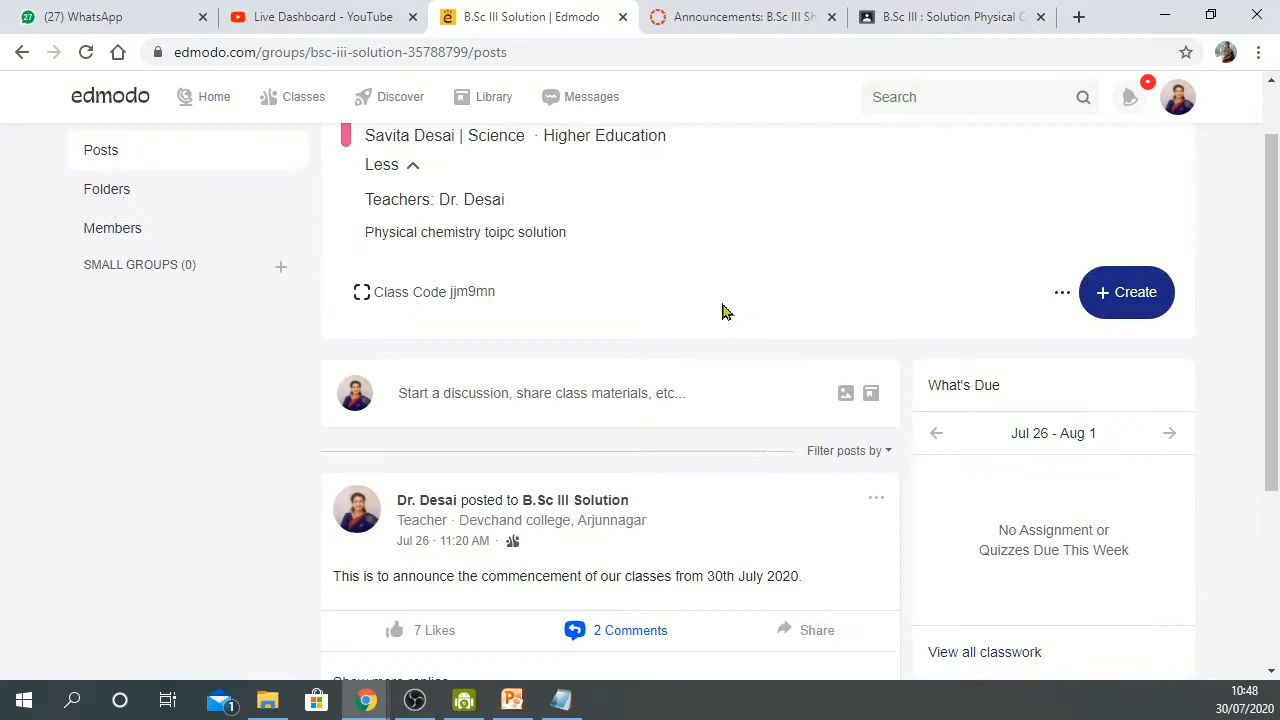 27
(27) WhatsApp
Live Dashboard - YouTube
B.Sc III Solution | Edmodo
Announcements: B.Sc III Sh
B.Sc III : Solution Physical C
edmodo.com/groups/bsc-iii-solution-35788799/posts
edmodo
Home
Classes
Discover
Library
Messages
Search
Posts
Folders
Members
SMALL GROUPS (0)
Savita Desai | Science · Higher Education
Less
Teachers: Dr. Desai
Physical chemistry toipc solution
Class Code jjm9mn
+ Create
Start a discussion, share class materials, etc...
Filter posts by
Dr. Desai posted to B.Sc III Solution
Teacher · Devchand college, Arjunnagar
Jul 26 · 11:20 AM ·
This is to announce the commencement of our classes from 30th July 2020.
7 Likes
2 Comments
Share
Show more replies
What's Due
Jul 26 - Aug 1
No Assignment or
Quizzes Due This Week
View all classwork
1
10:48
30/07/2020